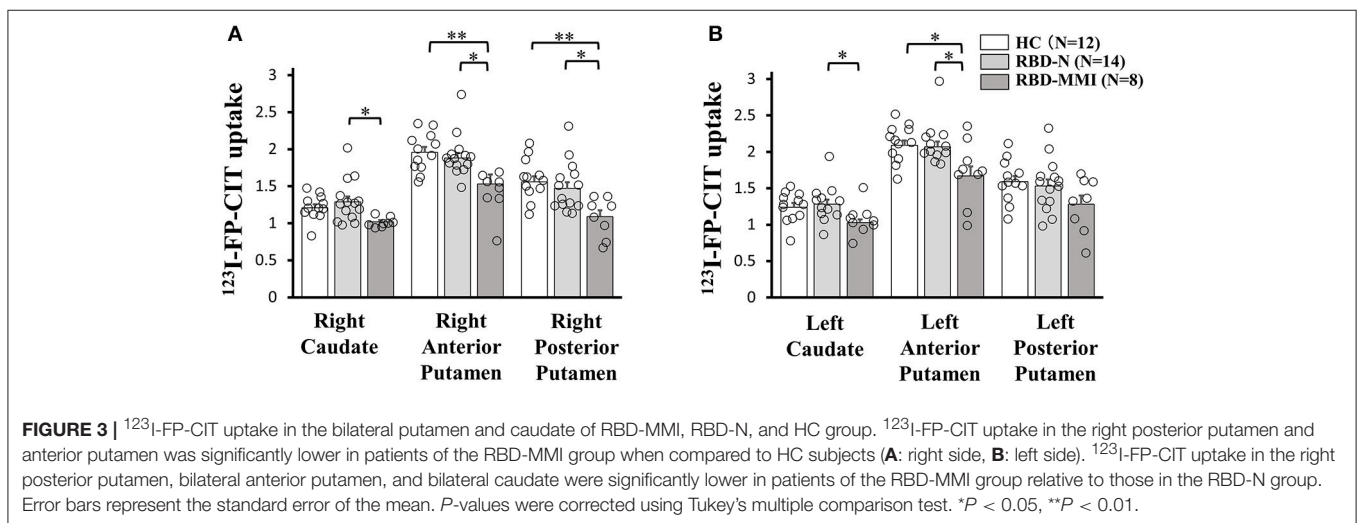 A
B
** ** * HC (N=12)
* * * RBD-N (N=14)
* * RBD-MMI (N=8)
¹²³I-FP-CIT uptake
3
2.5
2
1.5
1
0.5
0
¹²³I-FP-CIT uptake
3
2.5
2
1.5
1
0.5
0
Right
Caudate
Right
Anterior
Putamen
Right
Posterior
Putamen
Left
Caudate
Left
Anterior
Putamen
Left
Posterior
Putamen
FIGURE 3 | ¹²³I-FP-CIT uptake in the bilateral putamen and caudate of RBD-MMI, RBD-N, and HC group. ¹²³I-FP-CIT uptake in the right posterior putamen and
anterior putamen was significantly lower in patients of the RBD-MMI group when compared to HC subjects (A: right side, B: left side). ¹²³I-FP-CIT uptake in the right
posterior putamen, bilateral anterior putamen, and bilateral caudate were significantly lower in patients of the RBD-MMI group relative to those in the RBD-N group.
Error bars represent the standard error of the mean. P-values were corrected using Tukey's multiple comparison test. *P < 0.05, **P < 0.01.